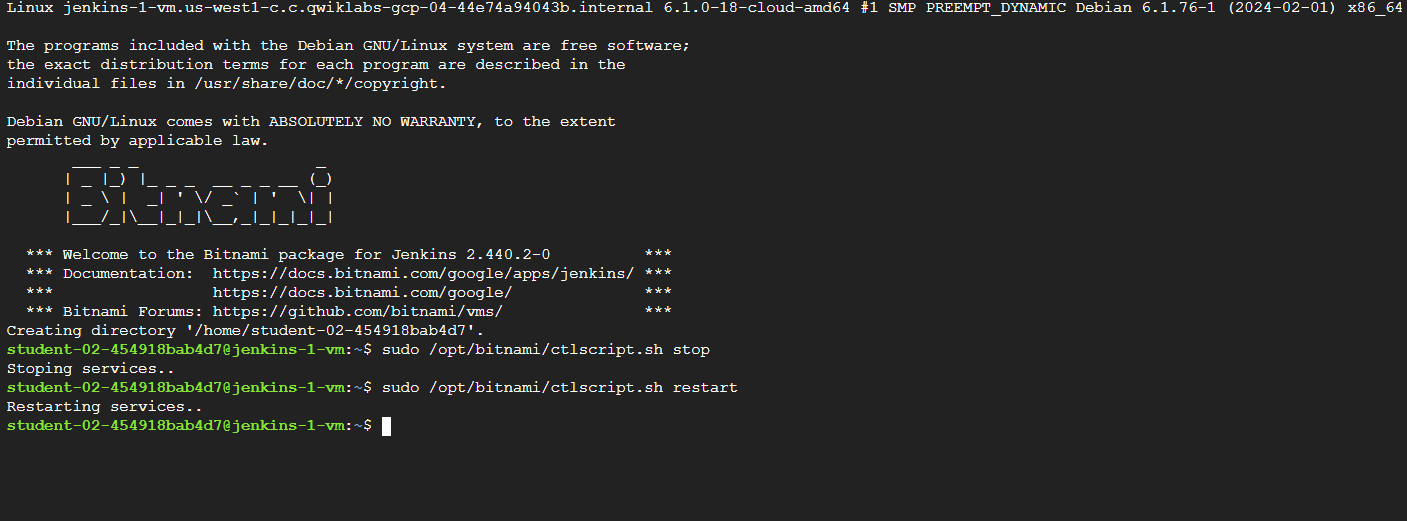 Linux jenkins-1-vm.us-west1-c.c.qwiklabs-gcp-04-44e74a94043b.internal 6.1.0-18-cloud-amd64 #1 SMP PREEMPT_DYNAMIC Debian 6.1.76-1 (2024-02-01) x86_64
The programs included with the Debian GNU/Linux system are free software;
the exact distribution terms for each program are described in the
individual files in /usr/share/doc/*/copyright.
Debian GNU/Linux comes with ABSOLUTELY NO WARRANTY, to the extent
permitted by applicable law.
Bitnami
*** Welcome to the Bitnami package for Jenkins 2.440.2-0 ***
*** Documentation: https://docs.bitnami.com/google/apps/jenkins/ ***
*** https://docs.bitnami.com/google/ ***
*** Bitnami Forums: https://github.com/bitnami/vms/ ***
Creating directory '/home/student-02-454918bab4d7'.
student-02-454918bab4d7@jenkins-1-vm:~$ sudo /opt/bitnami/ctlscript.sh stop
Stoping services..
student-02-454918bab4d7@jenkins-1-vm:~$ sudo /opt/bitnami/ctlscript.sh restart
Restarting services..
student-02-454918bab4d7@jenkins-1-vm:~$